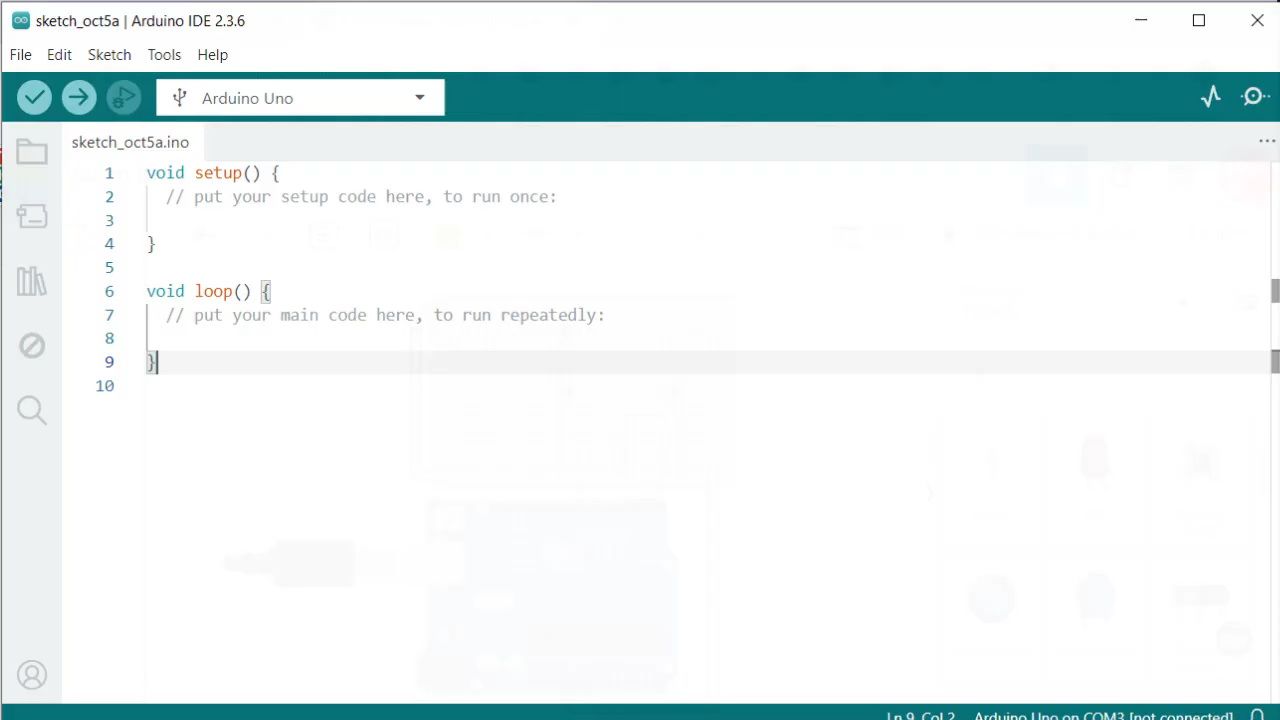 sketch_oct5a | Arduino IDE 2.3.6
File Edit Sketch Tools Help
Arduino Uno
sketch_oct5a.ino
1 void setup() {
2 // put your setup code here, to run once:
3
4 }
5
6 void loop() {
7 // put your main code here, to run repeatedly:
8
9 }
10
Ln 9, Col 2 Arduino Uno on COM3 [not connected]